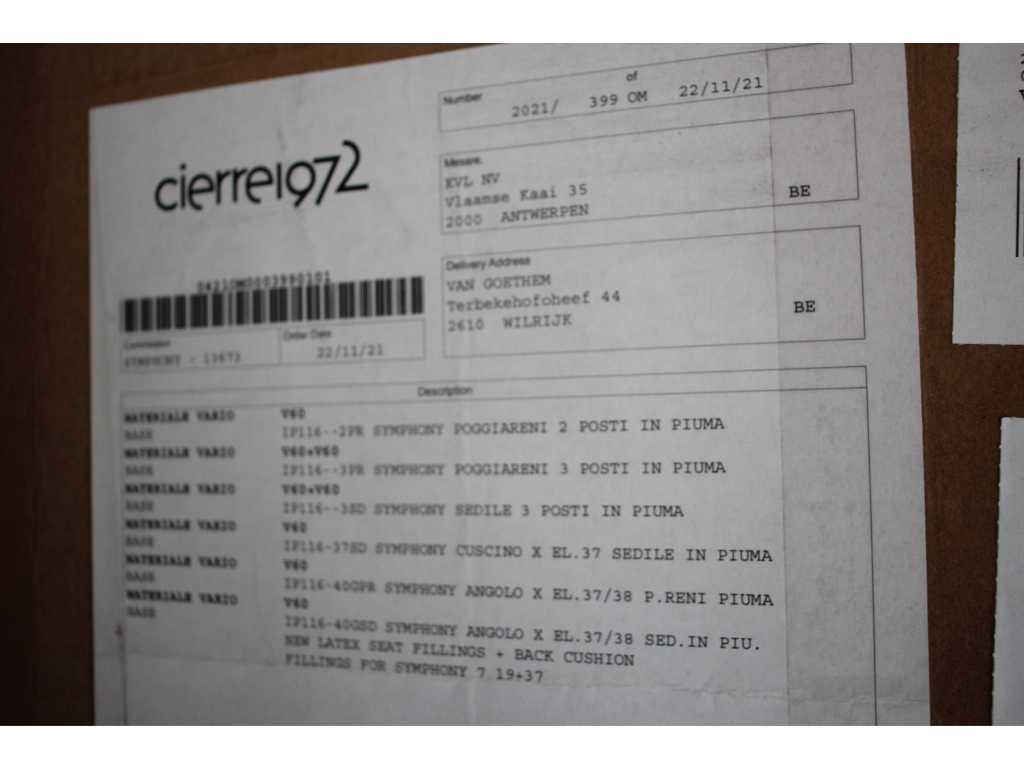 cierre1972
Number of
2021/ 399 OM 22/11/21
Messrs.
KVL NV
Vlaamse Kaai 35
2000 ANTWERPEN BE
Delivery Address
VAN GOETHEM
Terbekehofoheef 44
2610 WILRIJK BE
04210M0003990101
Commission
SYMPHONY - 13673
Order Date
22/11/21
Description
MATERIALE VARIO V60
BASE IP116--2PR SYMPHONY POGGIARENI 2 POSTI IN PIUMA
MATERIALE VARIO V60+V60
BASE IP116--3PR SYMPHONY POGGIARENI 3 POSTI IN PIUMA
MATERIALE VARIO V60+V60
BASE IP116--3SD SYMPHONY SEDILE 3 POSTI IN PIUMA
MATERIALE VARIO V60
BASE IP116-37SD SYMPHONY CUSCINO X EL.37 SEDILE IN PIUMA
MATERIALE VARIO V60
BASE IP116-40GPR SYMPHONY ANGOLO X EL.37/38 P.RENI PIUMA
MATERIALE VARIO V60
BASE IP116-40GSD SYMPHONY ANGOLO X EL.37/38 SED.IN PIU.
NEW LATEX SEAT FILLINGS + BACK CUSHION
FILLINGS FOR SYMPHONY 7 19+37